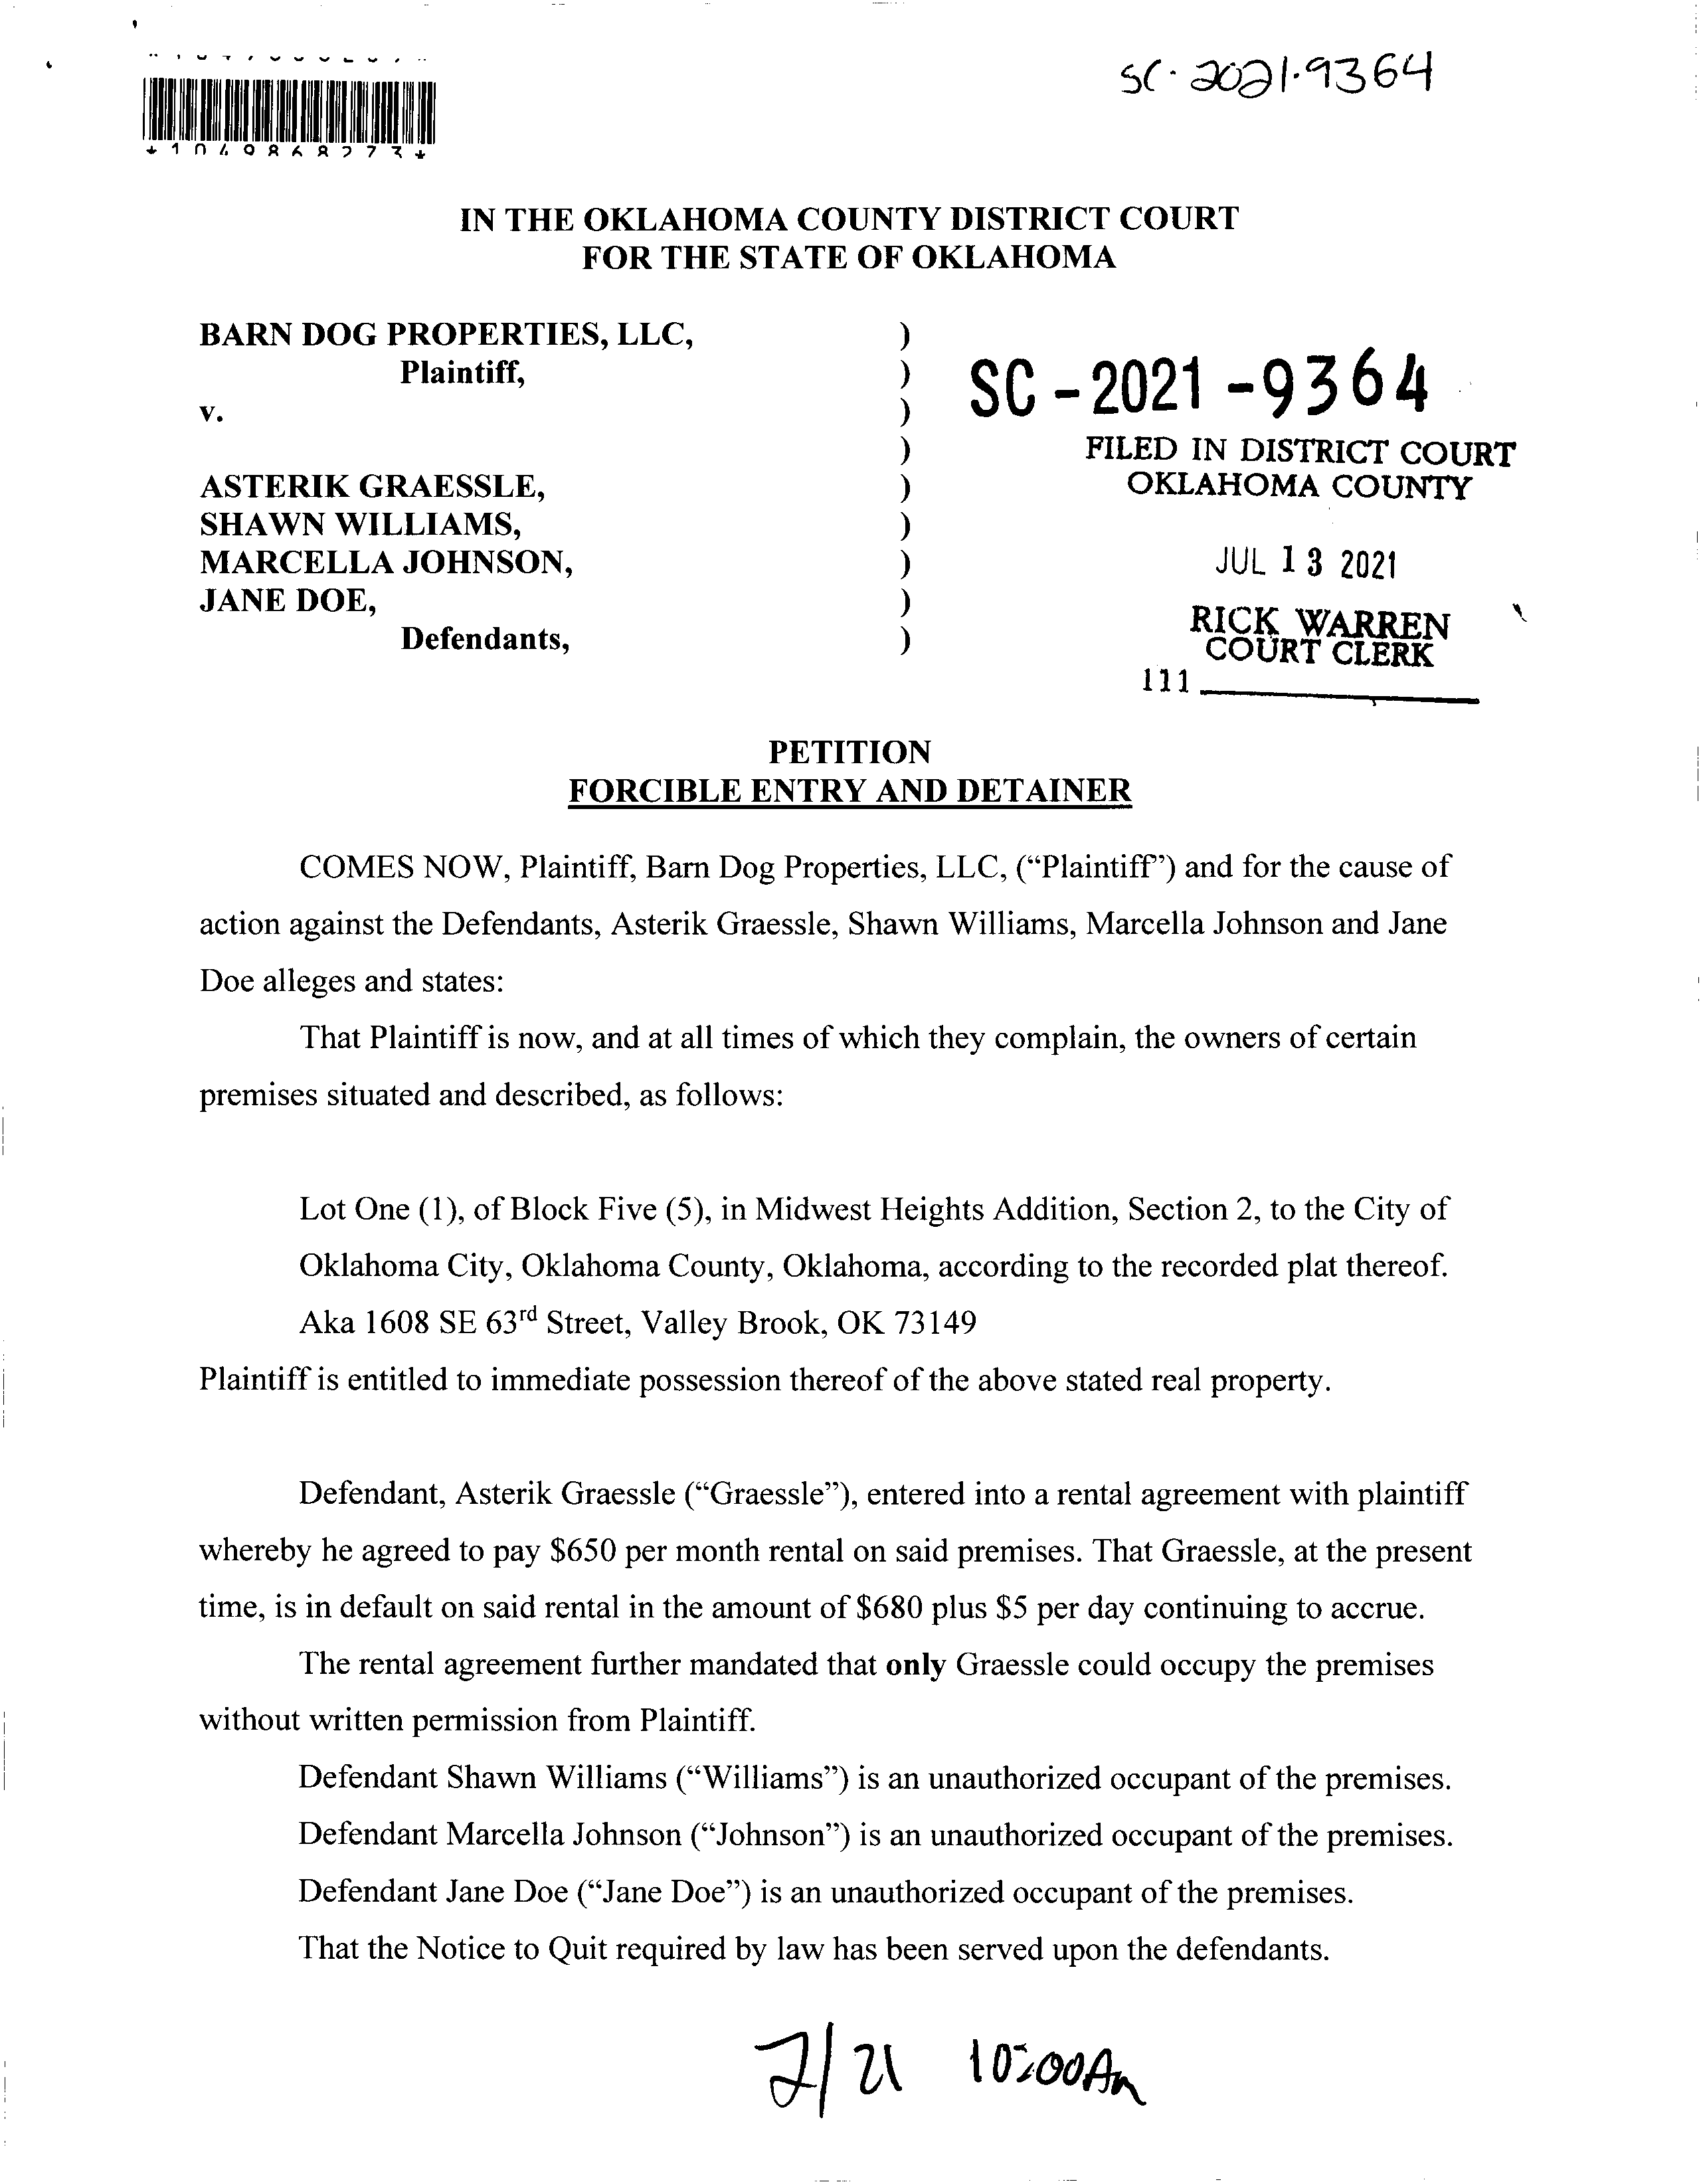 SC-2021-9364
*1049868273*
IN THE OKLAHOMA COUNTY DISTRICT COURT
FOR THE STATE OF OKLAHOMA
BARN DOG PROPERTIES, LLC, )
Plaintiff, )
v. )
)
ASTERIK GRAESSLE, )
SHAWN WILLIAMS, )
MARCELLA JOHNSON, )
JANE DOE, )
Defendants, )
SC-2021-9364
FILED IN DISTRICT COURT
OKLAHOMA COUNTY
JUL 13 2021
RICK WARREN
COURT CLERK
111
PETITION
FORCIBLE ENTRY AND DETAINER
COMES NOW, Plaintiff, Barn Dog Properties, LLC, (“Plaintiff”) and for the cause of
action against the Defendants, Asterik Graessle, Shawn Williams, Marcella Johnson and Jane
Doe alleges and states:
That Plaintiff is now, and at all times of which they complain, the owners of certain
premises situated and described, as follows:
Lot One (1), of Block Five (5), in Midwest Heights Addition, Section 2, to the City of
Oklahoma City, Oklahoma County, Oklahoma, according to the recorded plat thereof.
Aka 1608 SE 63rd Street, Valley Brook, OK 73149
Plaintiff is entitled to immediate possession thereof of the above stated real property.
Defendant, Asterik Graessle (“Graessle”), entered into a rental agreement with plaintiff
whereby he agreed to pay $650 per month rental on said premises. That Graessle, at the present
time, is in default on said rental in the amount of $680 plus $5 per day continuing to accrue.
The rental agreement further mandated that only Graessle could occupy the premises
without written permission from Plaintiff.
Defendant Shawn Williams (“Williams”) is an unauthorized occupant of the premises.
Defendant Marcella Johnson (“Johnson”) is an unauthorized occupant of the premises.
Defendant Jane Doe (“Jane Doe”) is an unauthorized occupant of the premises.
That the Notice to Quit required by law has been served upon the defendants.
7/21 10:00Am